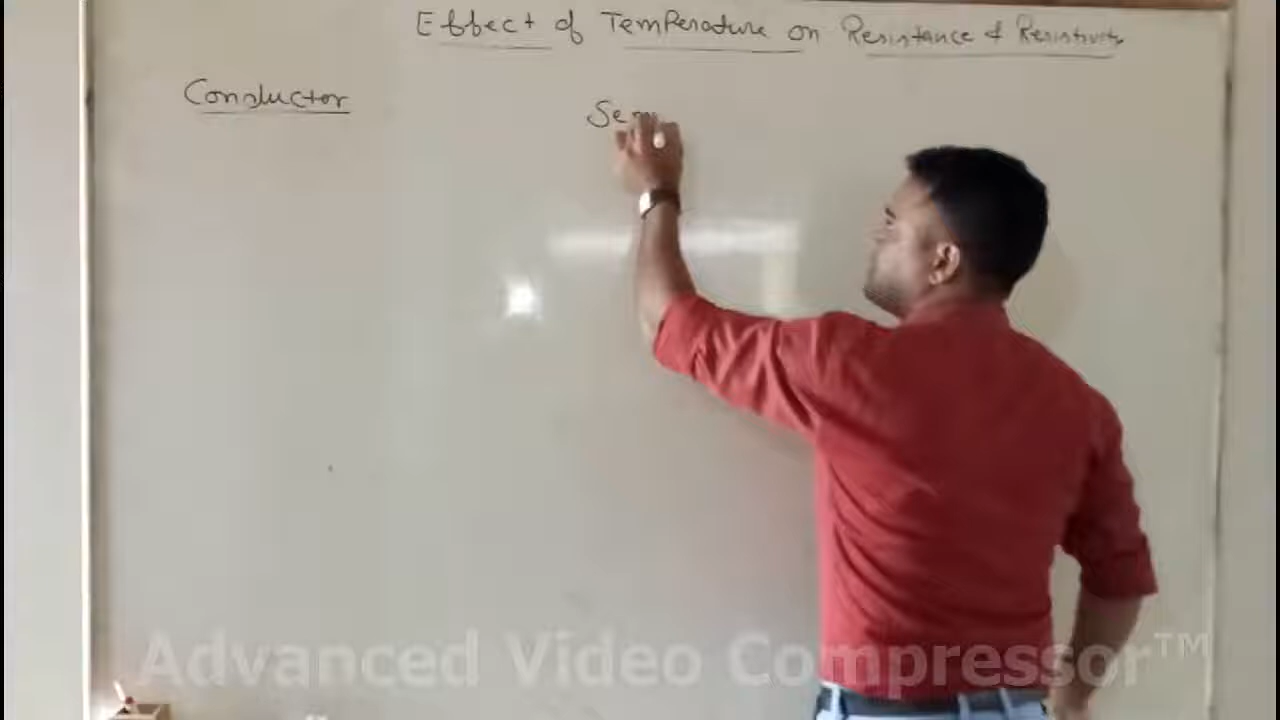 Effect of Temperature on Resistance & Resistivity
Conductor
Advanced Video Compressor™